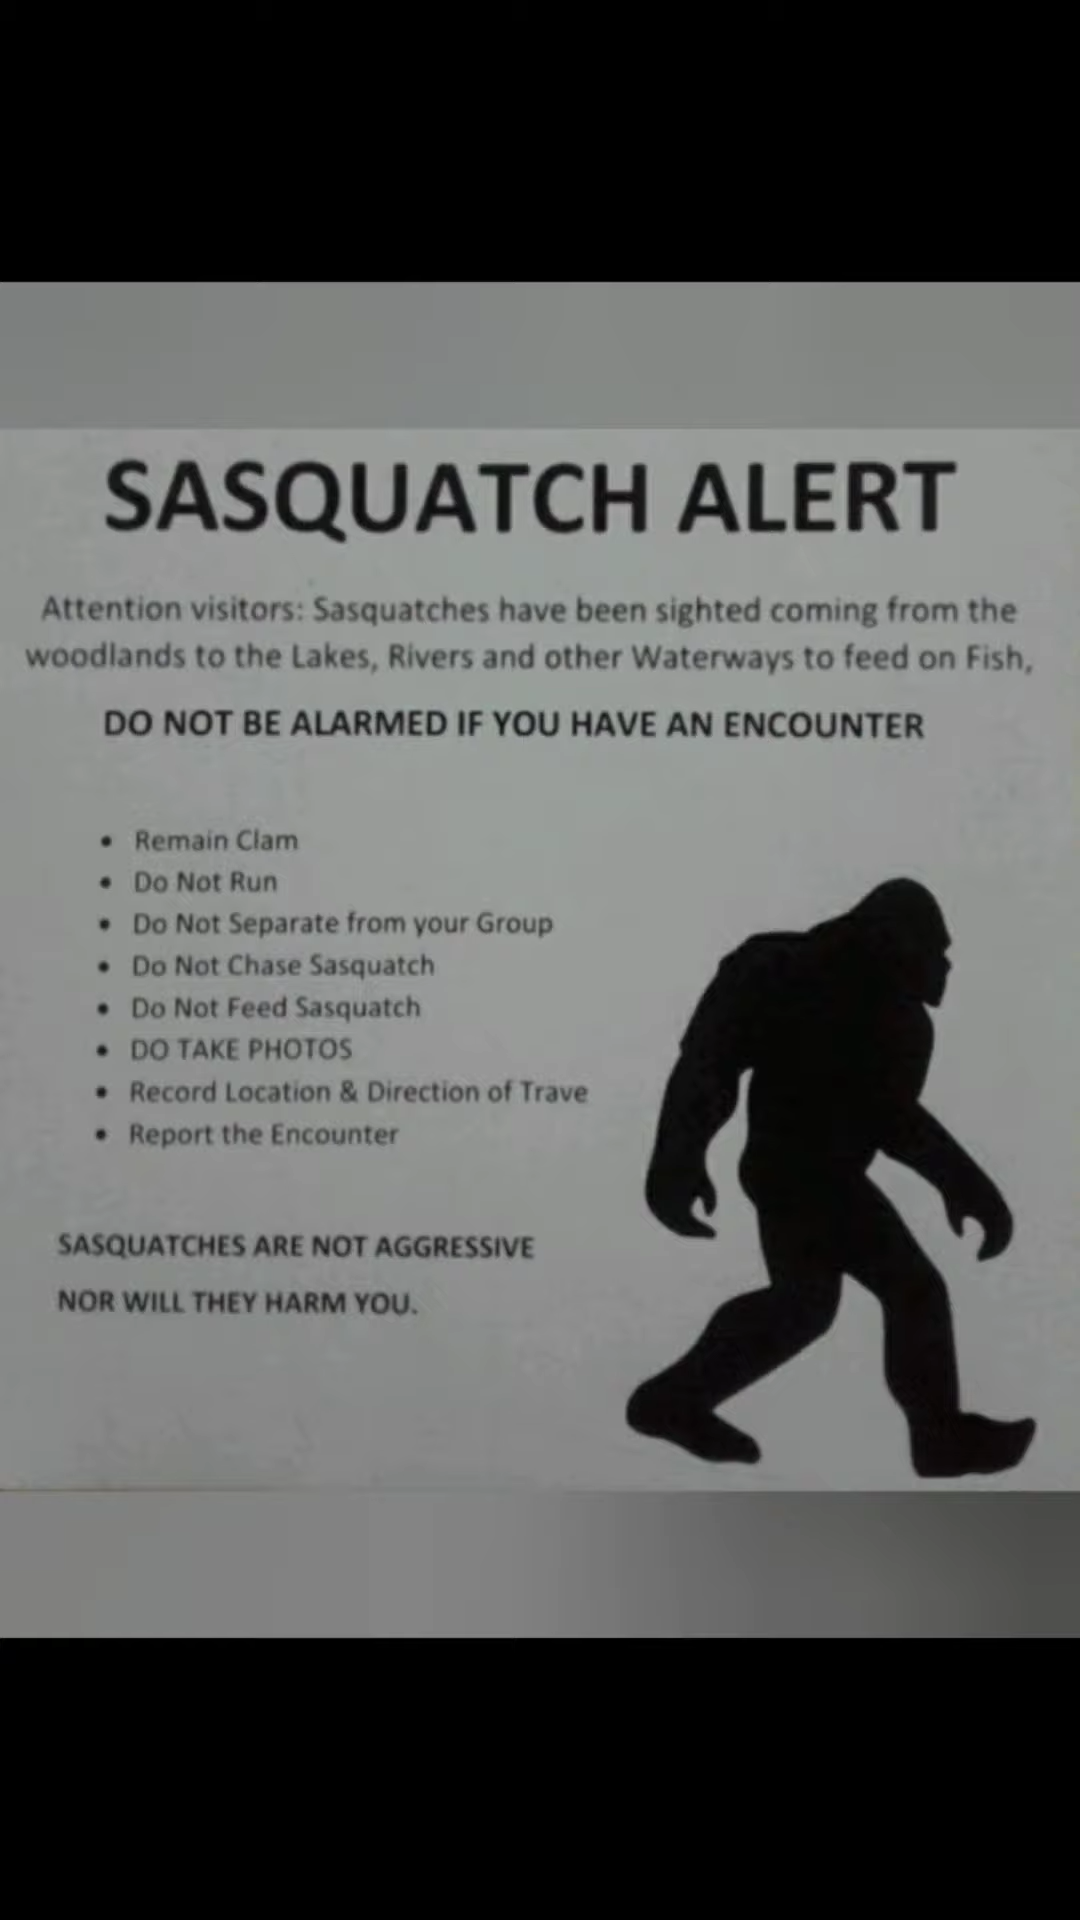 SASQUATCH ALERT
Attention visitors: Sasquatches have been sighted coming from the
woodlands to the Lakes, Rivers and other Waterways to feed on Fish,
DO NOT BE ALARMED IF YOU HAVE AN ENCOUNTER
• Remain Clam
• Do Not Run
• Do Not Separate from your Group
• Do Not Chase Sasquatch
• Do Not Feed Sasquatch
• DO TAKE PHOTOS
• Record Location & Direction of Trave
• Report the Encounter
SASQUATCHES ARE NOT AGGRESSIVE
NOR WILL THEY HARM YOU.